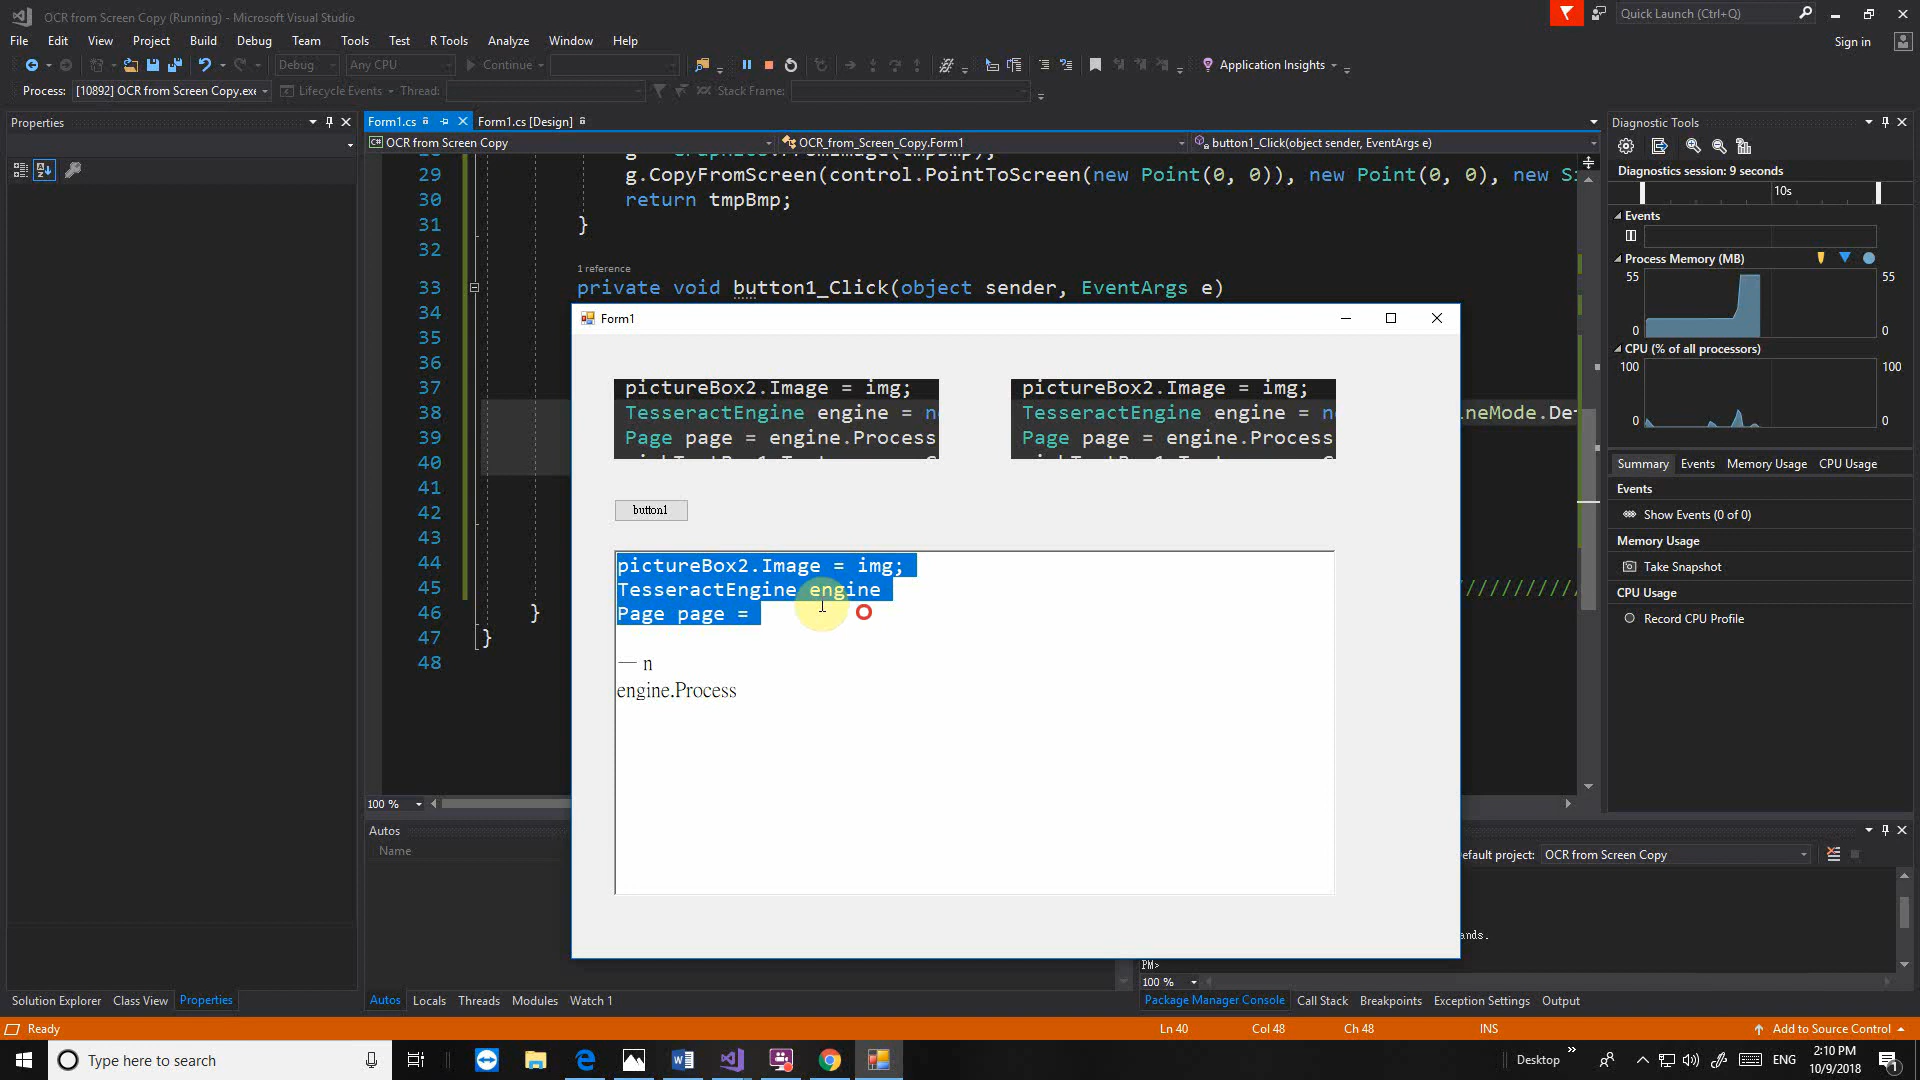 OCR from Screen Copy (Running) - Microsoft Visual Studio
Quick Launch (Ctrl+Q)
File Edit View Project Build Debug Team Tools Test R Tools Analyze Window Help
Sign in
Debug Any CPU Continue Application Insights
Process: [10892] OCR from Screen Copy.exe Lifecycle Events Thread: Stack Frame:
Properties
Form1.cs Form1.cs [Design]
OCR from Screen Copy OCR_from_Screen_Copy.Form1 button1_Click(object sender, EventArgs e)
29 g.CopyFromScreen(control.PointToScreen(new Point(0, 0)), new Point(0, 0), new Si
30 return tmpBmp;
31 }
32
1 reference
33 private void button1_Click(object sender, EventArgs e)
34
35
36
37
38 ineMode.De
39
40
41
42
43
44
45 //////////
46 }
47 }
48
100 %
Form1
pictureBox2.Image = img;
TesseractEngine engine = n
Page page = engine.Process
pictureBox2.Image = img;
TesseractEngine engine = n
Page page = engine.Process
button1
pictureBox2.Image = img;
TesseractEngine engine
Page page =
— n
engine.Process
Diagnostic Tools
Diagnostics session: 9 seconds
10s
Events
Process Memory (MB)
55 55
0 0
CPU (% of all processors)
100 100
0 0
Summary Events Memory Usage CPU Usage
Events
Show Events (0 of 0)
Memory Usage
Take Snapshot
CPU Usage
Record CPU Profile
Autos
Name
efault project: OCR from Screen Copy
ands.
PM>
100 %
Solution Explorer Class View Properties
Autos Locals Threads Modules Watch 1
Package Manager Console Call Stack Breakpoints Exception Settings Output
Ready Ln 40 Col 48 Ch 48 INS Add to Source Control
Type here to search
Desktop ENG
2:10 PM
10/9/2018
1